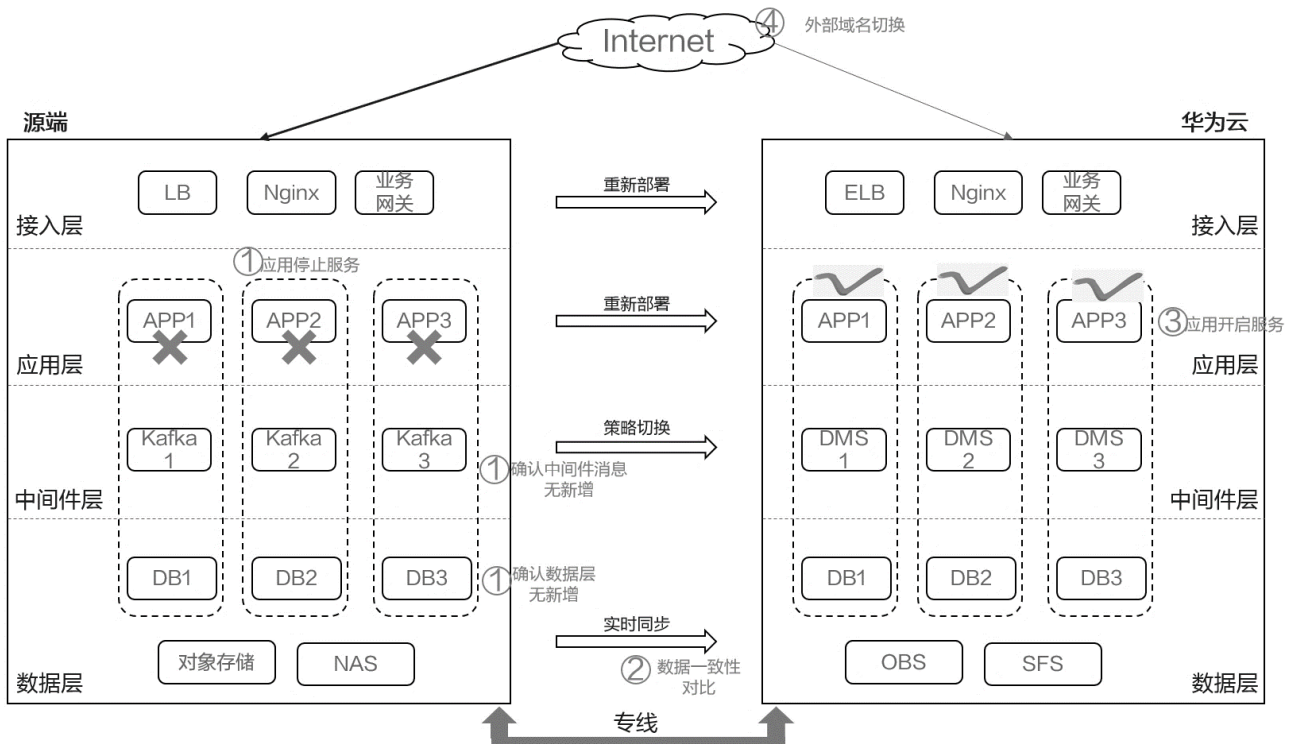 ④ 外部域名切换
Internet
源端
华为云
LB
Nginx
业务
网关
接入层
重新部署
ELB
Nginx
业务
网关
接入层
①应用停止服务
APP1
APP2
APP3
应用层
重新部署
APP1
APP2
APP3
③应用开启服务
应用层
Kafka
1
Kafka
2
Kafka
3
①确认中间件消息
无新增
中间件层
策略切换
DMS
1
DMS
2
DMS
3
中间件层
DB1
DB2
DB3
①确认数据层
无新增
对象存储
NAS
数据层
实时同步
②数据一致性
对比
DB1
DB2
DB3
OBS
SFS
数据层
专线